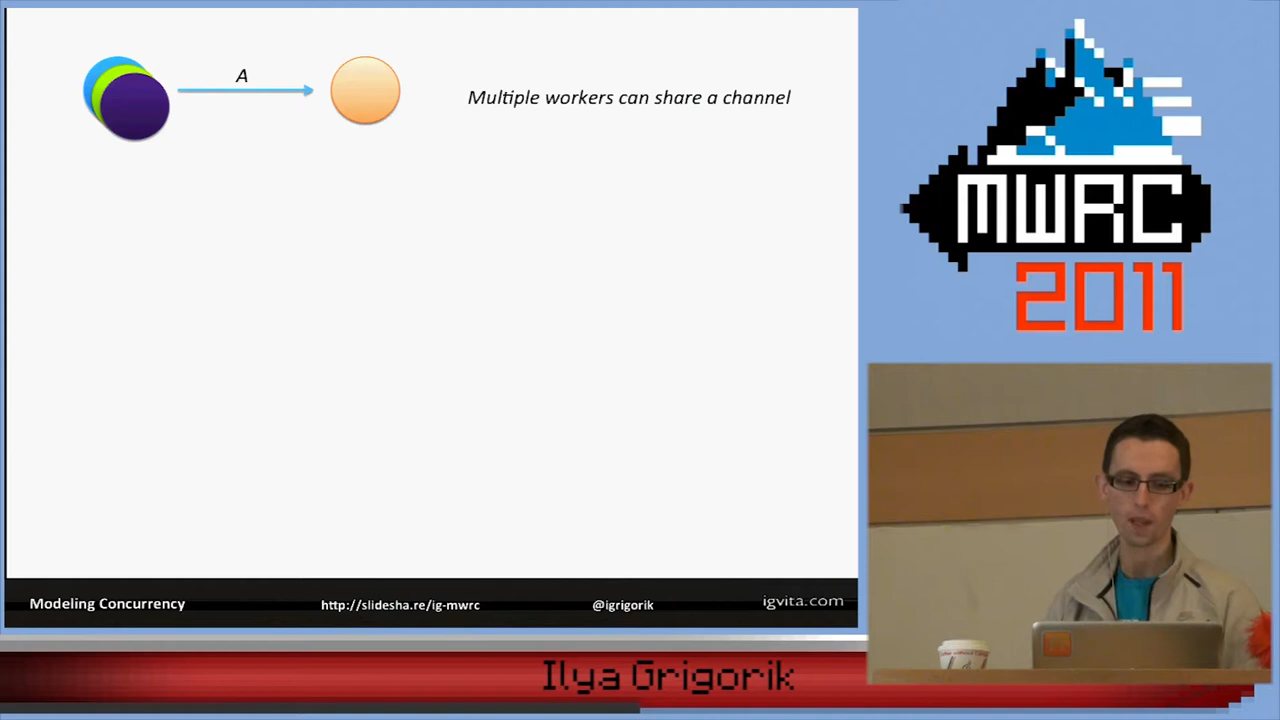 A
Multiple workers can share a channel
MWRC
2011
Modeling Concurrency
http://slidesha.re/ig-mwrc
@igrigorik
igvita.com
Ilya Grigorik